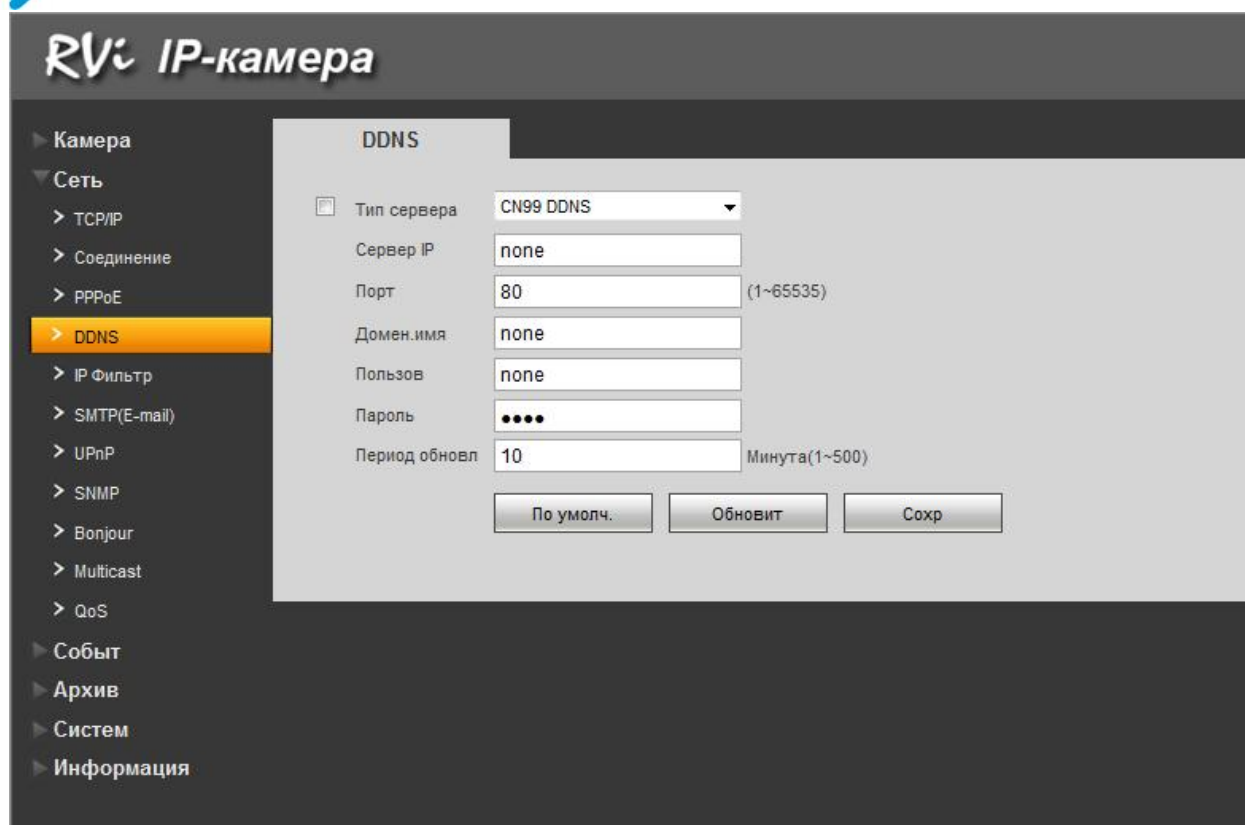 RVi IP-камера
Камера
Сеть
TCP/IP
Соединение
PPPoE
DDNS
IP Фильтр
SMTP(E-mail)
UPnP
SNMP
Bonjour
Multicast
QoS
Событ
Архив
Систем
Информация
DDNS
Тип сервера CN99 DDNS
Сервер IP none
Порт 80 (1~65535)
Домен.имя none
Пользов none
Пароль ••••
Период обновл 10 Минута(1~500)
По умолч. Обновит Сохр